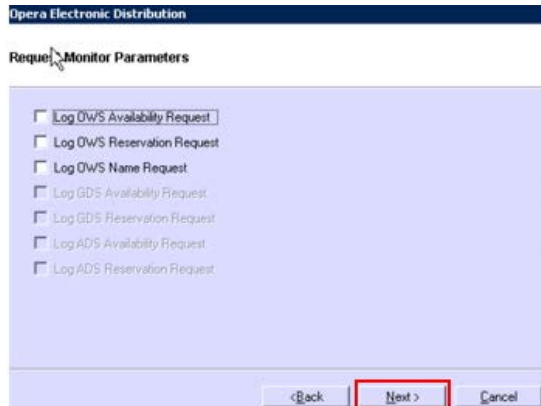 Opera Electronic Distribution
Reque Monitor Parameters
Log OWS Availability Request
Log OWS Reservation Request
Log OWS Name Request
Log GDS Availability Request
Log GDS Reservation Request
Log ADS Availability Request
Log ADS Reservation Request
<Back Next > Cancel